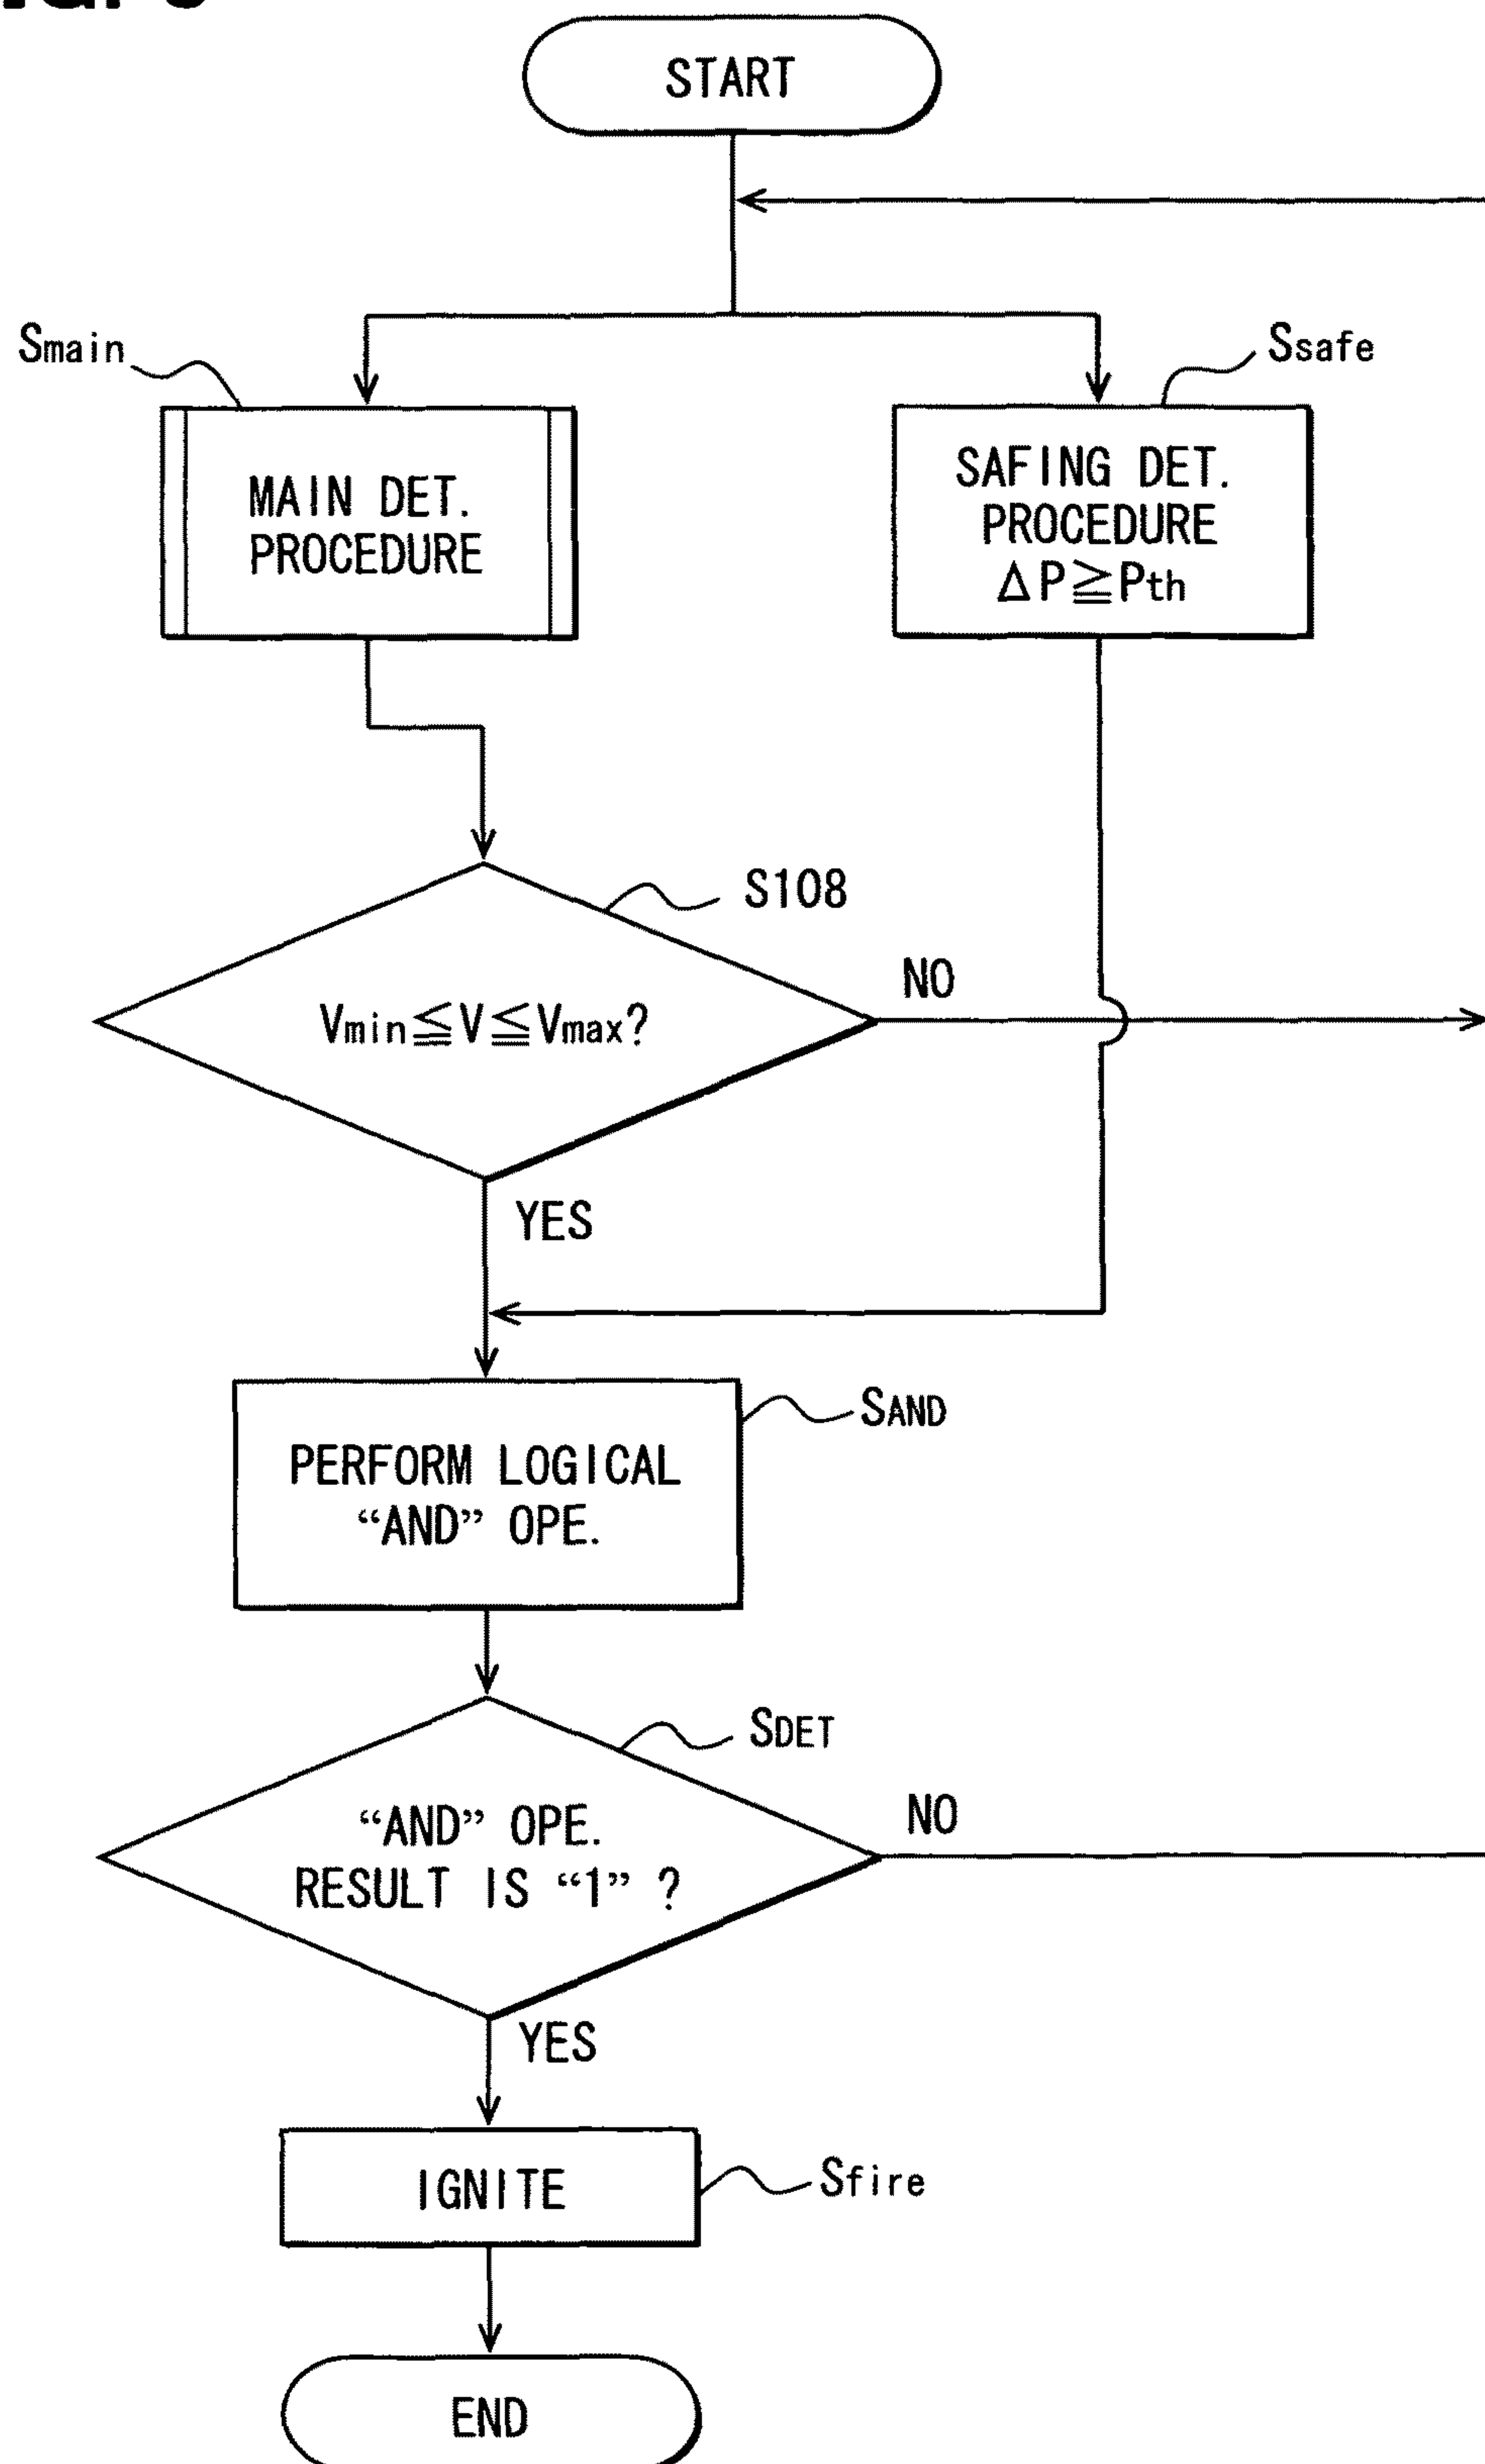 START
Smain
Ssafe
MAIN DET.
PROCEDURE
SAFING DET.
PROCEDURE
ΔP≧Pth
S108
Vmin≦V≦Vmax?
NO
YES
SAND
PERFORM LOGICAL
“AND” OPE.
SDET
“AND” OPE.
RESULT IS “1” ?
NO
YES
IGNITE
Sfire
END